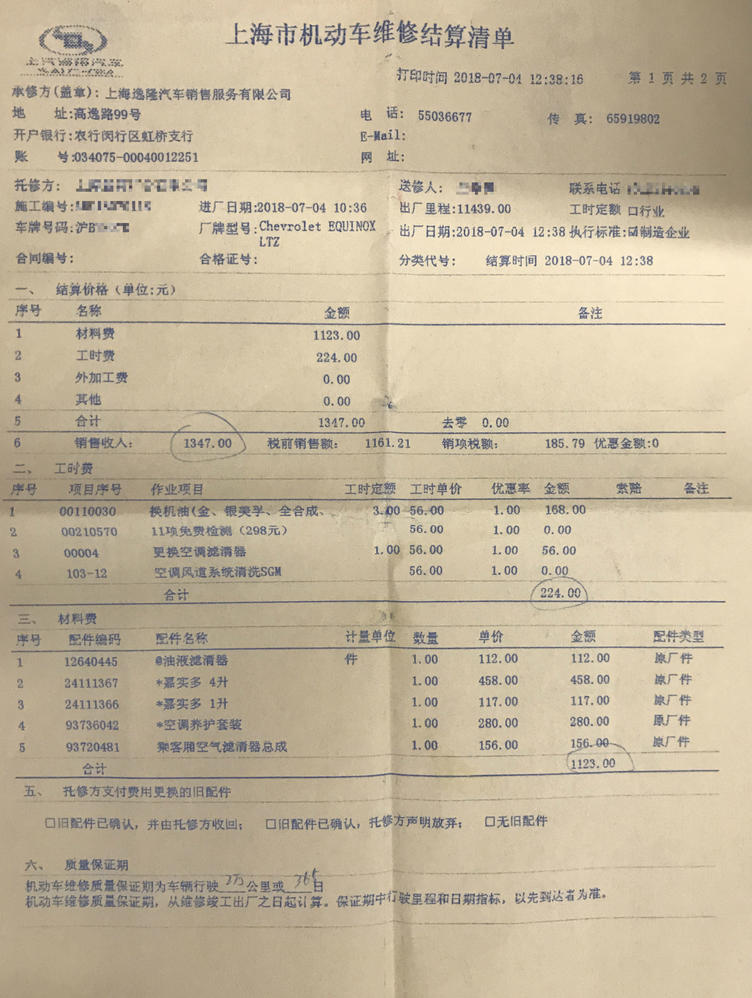 上海市机动车维修结算清单
打印时间 2018-07-04 12:38:16 第 1 页 共 2 页
承修方(盖章): 上海逸隆汽车销售服务有限公司
地 址:高逸路99号 电 话: 55036677 传 真: 65919802
开户银行:农行闵行区虹桥支行 E-Mail:
账 号:034075-00040012251 网 址:
托修方: 送修人: 联系电话
施工编号: 进厂日期:2018-07-04 10:36 出厂里程:11439.00 工时定额 口行业
车牌号码:沪B 厂牌型号:Chevrolet EQUINOX LTZ 出厂日期:2018-07-04 12:38 执行标准:制造企业
合同编号: 合格证号: 分类代号: 结算时间 2018-07-04 12:38
一、 结算价格(单位:元)
序号 名称 金额 备注
1 材料费 1123.00
2 工时费 224.00
3 外加工费 0.00
4 其他 0.00
5 合计 1347.00 去零 0.00
6 销售收入: 1347.00 税前销售额: 1161.21 销项税额: 185.79 优惠金额:0
二、 工时费
序号 项目序号 作业项目 工时定额 工时单价 优惠率 金额 索赔 备注
1 00110030 换机油(金、银美孚、全合成、 3.00 56.00 1.00 168.00
2 00210570 11项免费检测(298元) 56.00 1.00 0.00
3 00004 更换空调滤清器 1.00 56.00 1.00 56.00
4 103-12 空调风道系统清洗SGM 56.00 1.00 0.00
合计 224.00
三、 材料费
序号 配件编码 配件名称 计量单位 数量 单价 金额 配件类型
1 12640445 @油液滤清器 件 1.00 112.00 112.00 原厂件
2 24111367 *嘉实多 4升 1.00 458.00 458.00 原厂件
3 24111366 *嘉实多 1升 1.00 117.00 117.00 原厂件
4 93736042 *空调养护套装 1.00 280.00 280.00 原厂件
5 93720481 乘客厢空气滤清器总成 1.00 156.00 156.00 原厂件
合计 1123.00
五、 托修方支付费用更换的旧配件
口旧配件已确认,并由托修方收回; 口旧配件已确认,托修方声明放弃; 口无旧配件
六、 质量保证期
机动车维修质量保证期为车辆行驶 2万 公里或 365 日
机动车维修质量保证期,从维修竣工出厂之日起计算。保证期中行驶里程和日期指标,以先到达者为准。